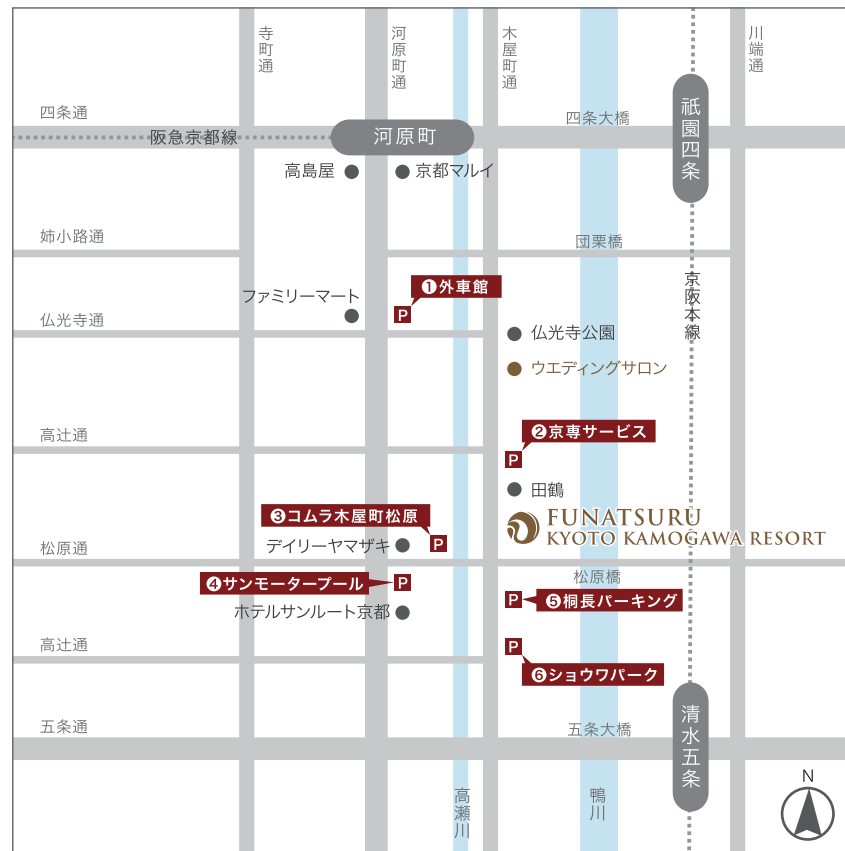 寺町通
河原町通
木屋町通
川端通
四条通
阪急京都線
河原町
四条大橋
祇園四条
高島屋
京都マルイ
姉小路通
団栗橋
京阪本線
❶外車館
P
ファミリーマート
仏光寺通
仏光寺公園
ウエディングサロン
高辻通
❷京専サービス
P
田鶴
❸コムラ木屋町松原
P
FUNATSURU
KYOTO KAMOGAWA RESORT
デイリーヤマザキ
松原通
松原橋
❹サンモータープール
P
P
❺桐長パーキング
ホテルサンルート京都
高辻通
P
❻ショウワパーク
五条通
五条大橋
清水五条
高瀬川
鴨川
N